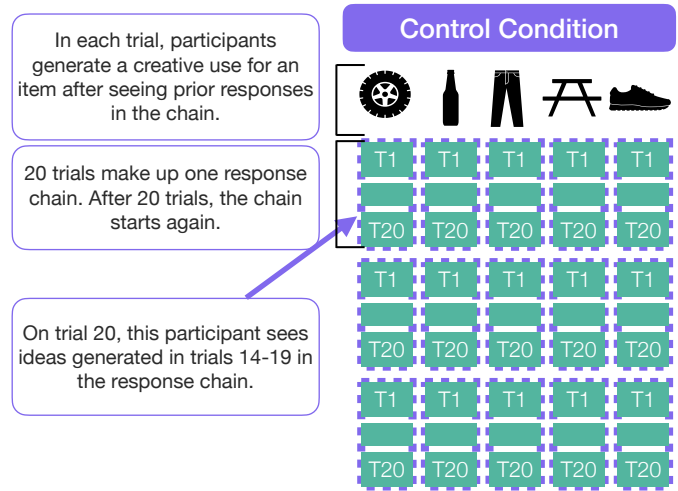 Control Condition
In each trial, participants
generate a creative use for an
item after seeing prior responses
in the chain.
20 trials make up one response
chain. After 20 trials, the chain
starts again.
On trial 20, this participant sees
ideas generated in trials 14-19 in
the response chain.
T1 T1 T1 T1 T1
T20 T20 T20 T20 T20
T1 T1 T1 T1 T1
T20 T20 T20 T20 T20
T1 T1 T1 T1 T1
T20 T20 T20 T20 T20